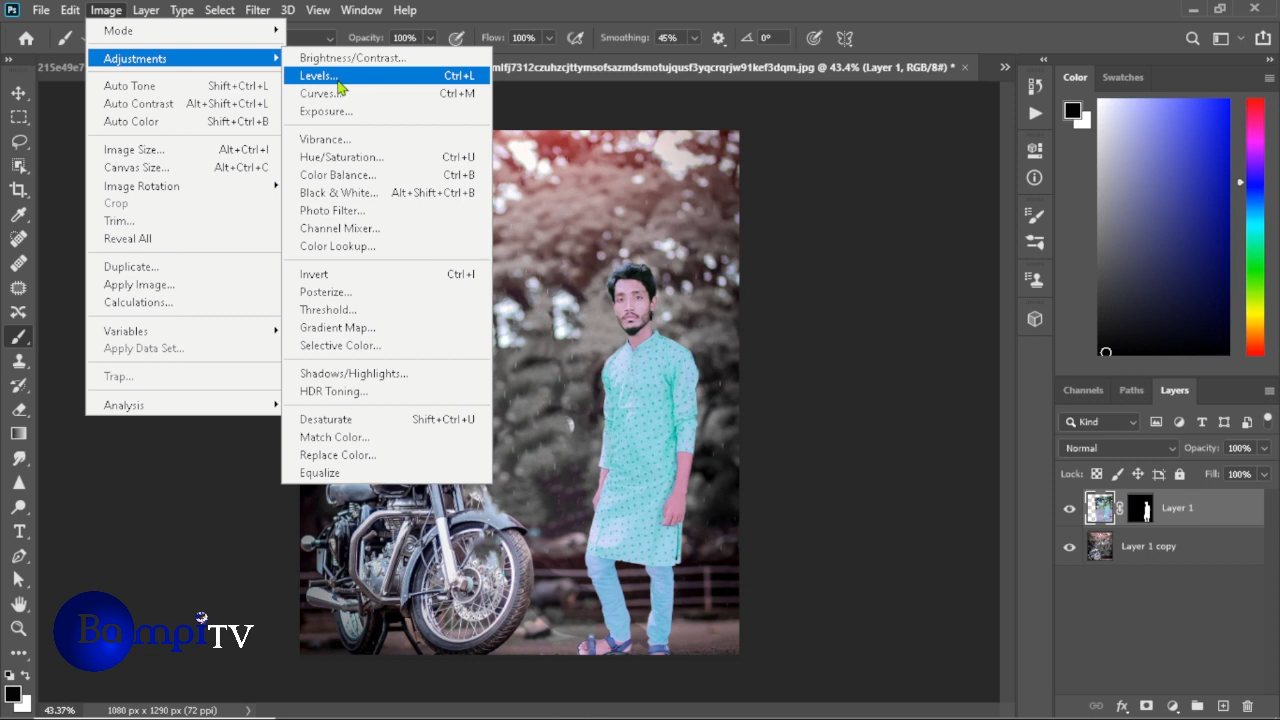 Ps File Edit Image Layer Type Select Filter 3D View Window Help
Opacity: 100% Flow: 100% Smoothing: 45% 0°
mlfj7312czuhzcjttymsofsazmdsmotujqusf3yqcrqrjw91kef3dqm.jpg @ 43.4% (Layer 1, RGB/8#) *
Mode
Adjustments
Auto Tone Shift+Ctrl+L
Auto Contrast Alt+Shift+Ctrl+L
Auto Color Shift+Ctrl+B
Image Size... Alt+Ctrl+I
Canvas Size... Alt+Ctrl+C
Image Rotation
Crop
Trim...
Reveal All
Duplicate...
Apply Image...
Calculations...
Variables
Apply Data Set...
Trap...
Analysis
Brightness/Contrast...
Levels... Ctrl+L
Curves... Ctrl+M
Exposure...
Vibrance...
Hue/Saturation... Ctrl+U
Color Balance... Ctrl+B
Black & White... Alt+Shift+Ctrl+B
Photo Filter...
Channel Mixer...
Color Lookup...
Invert Ctrl+I
Posterize...
Threshold...
Gradient Map...
Selective Color...
Shadows/Highlights...
HDR Toning...
Desaturate Shift+Ctrl+U
Match Color...
Replace Color...
Equalize
Color Swatches
Channels Paths Layers
Kind
Normal Opacity: 100%
Lock: Fill: 100%
Layer 1
Layer 1 copy
Bampi TV
43.37% 1080 px x 1290 px (72 ppi)